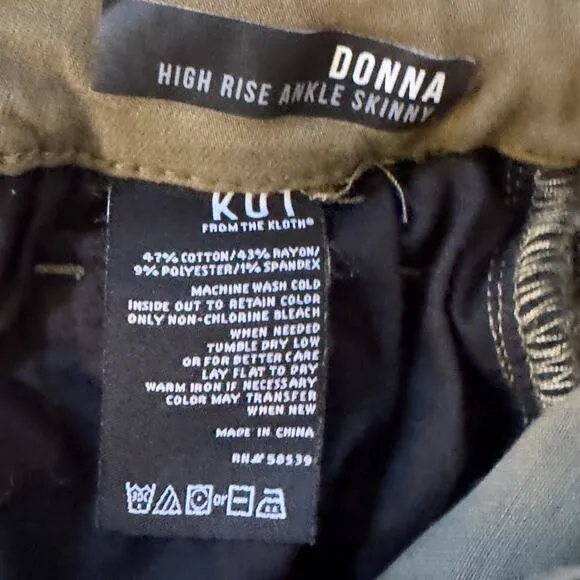 DONNA
HIGH RISE ANKLE SKINNY
KUT
FROM THE KLOTH®
47% COTTON/43% RAYON/
9% POLYESTER/1% SPANDEX
MACHINE WASH COLD
INSIDE OUT TO RETAIN COLOR
ONLY NON-CHLORINE BLEACH
WHEN NEEDED
TUMBLE DRY LOW
OR FOR BETTER CARE
LAY FLAT TO DRY
WARM IRON IF NECESSARY
COLOR MAY TRANSFER
WHEN NEW
MADE IN CHINA
RN# 58539
30C or